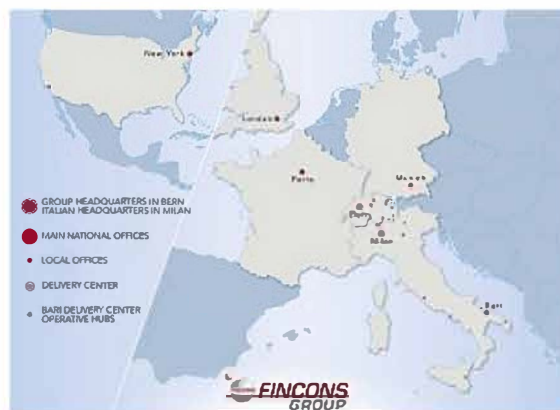 New York
London
Paris
Munich
Bern
Milan
Bari
GROUP HEADQUARTERS IN BERN
ITALIAN HEADQUARTERS IN MILAN
MAIN NATIONAL OFFICES
LOCAL OFFICES
DELIVERY CENTER
BARI DELIVERY CENTER
OPERATIVE HUBS
FINCONS
GROUP